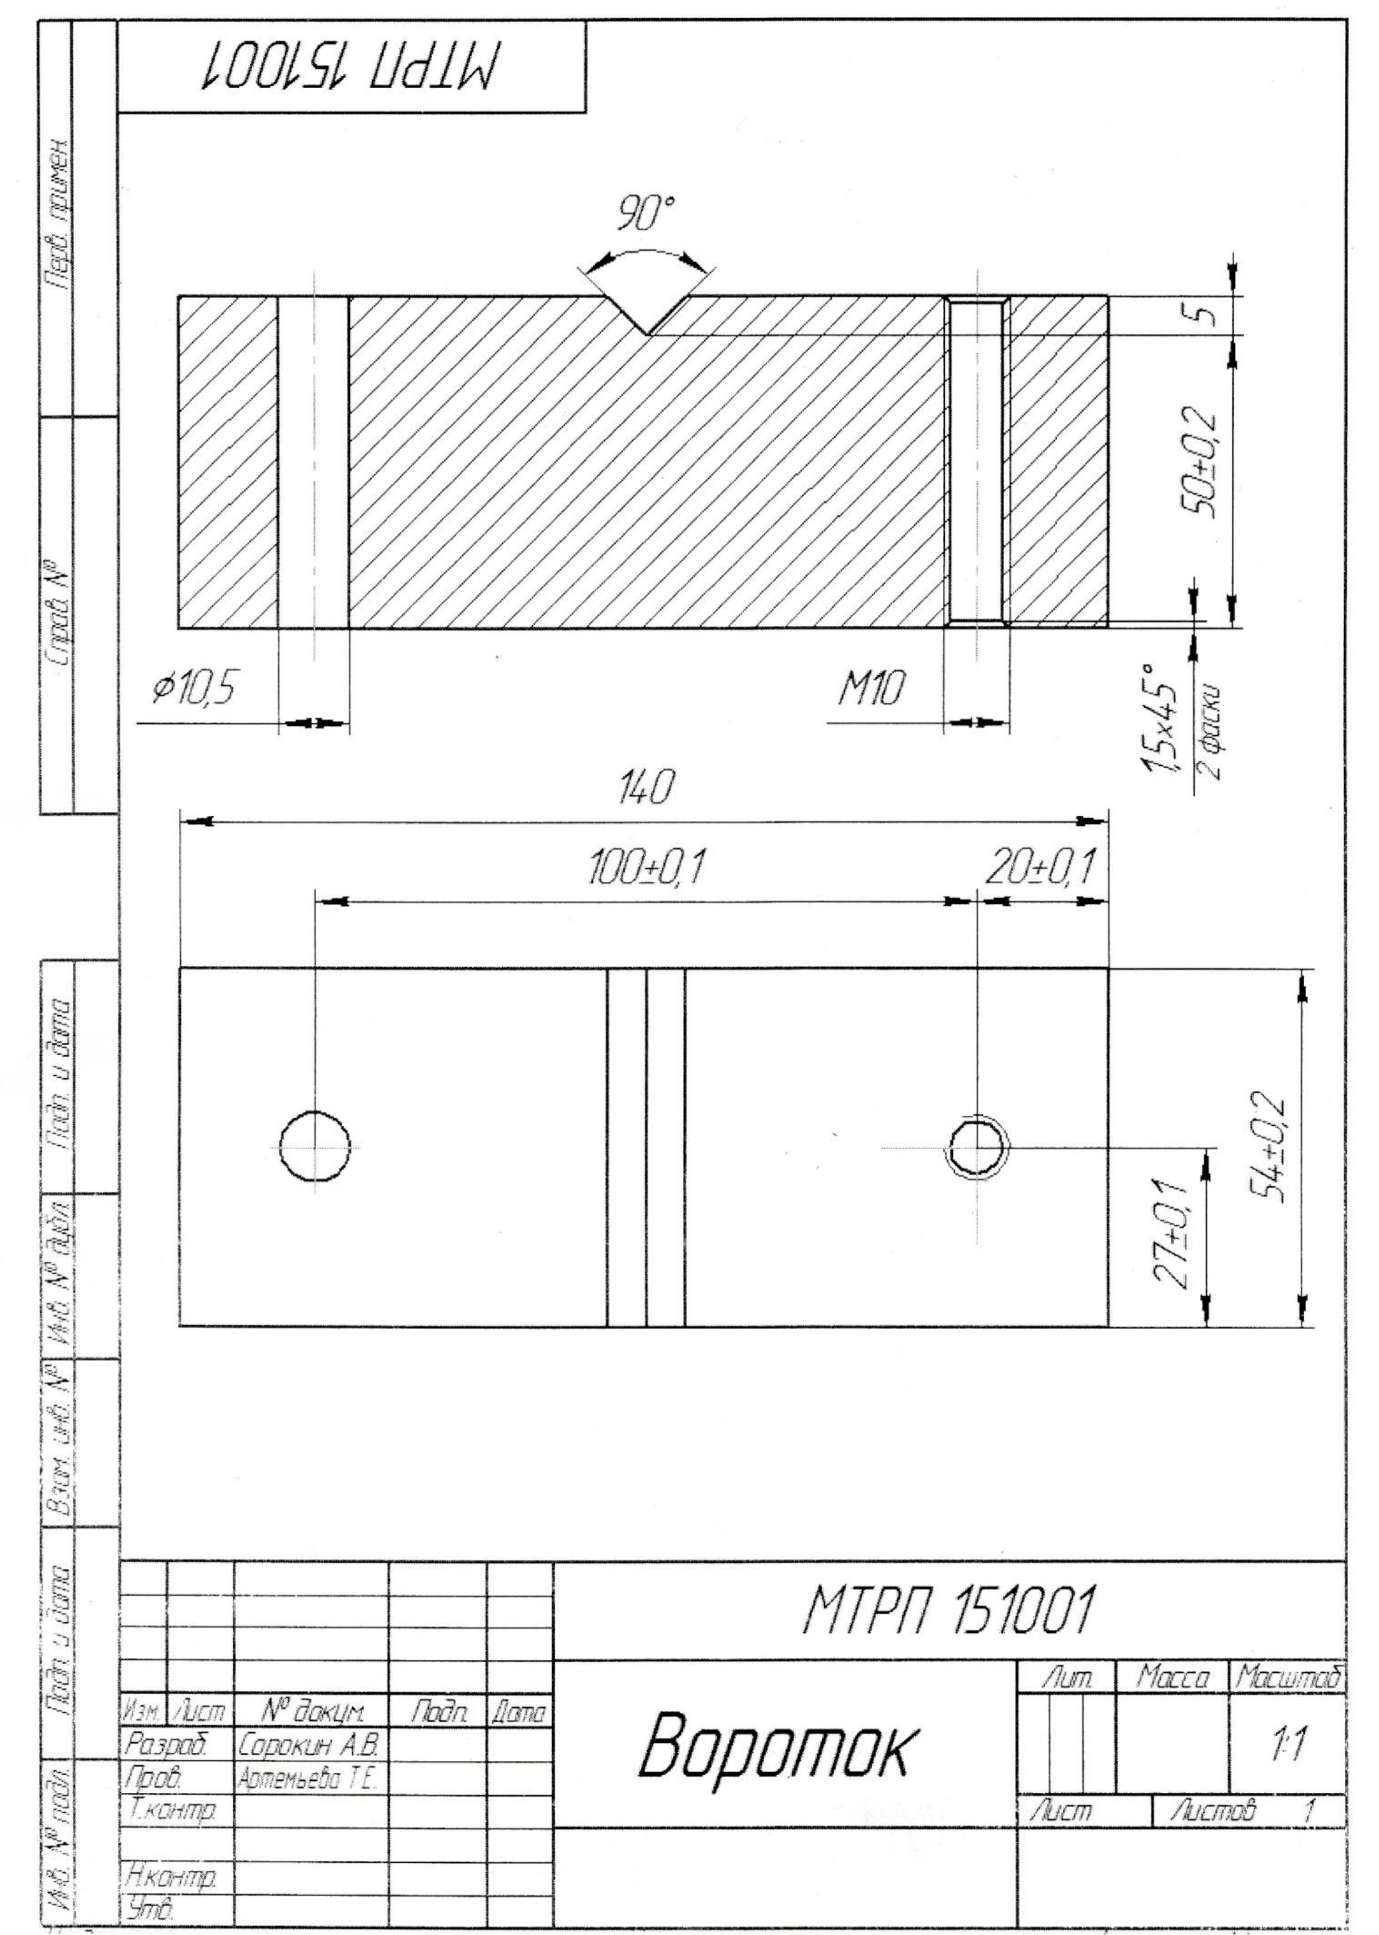 МТРП 151001
Перв. примен.
Справ. №
Подп. и дата
Инв. № дубл.
Взам. инв. №
Подп. и дата
Инв. № подл.
90°
5
50±0,2
1,5х45°
2 фаски
ϕ10,5
М10
140
100±0,1
20±0,1
54±0,2
27±0,1
МТРП 151001
Изм. Лист № докум. Подп. Дата
Разраб. Сорокин А.В.
Пров. Артемьева Т.Е.
Т.контр.
Н.контр.
Утв.
Вороток
Лит. Масса Масштаб
1:1
Лист Листов 1